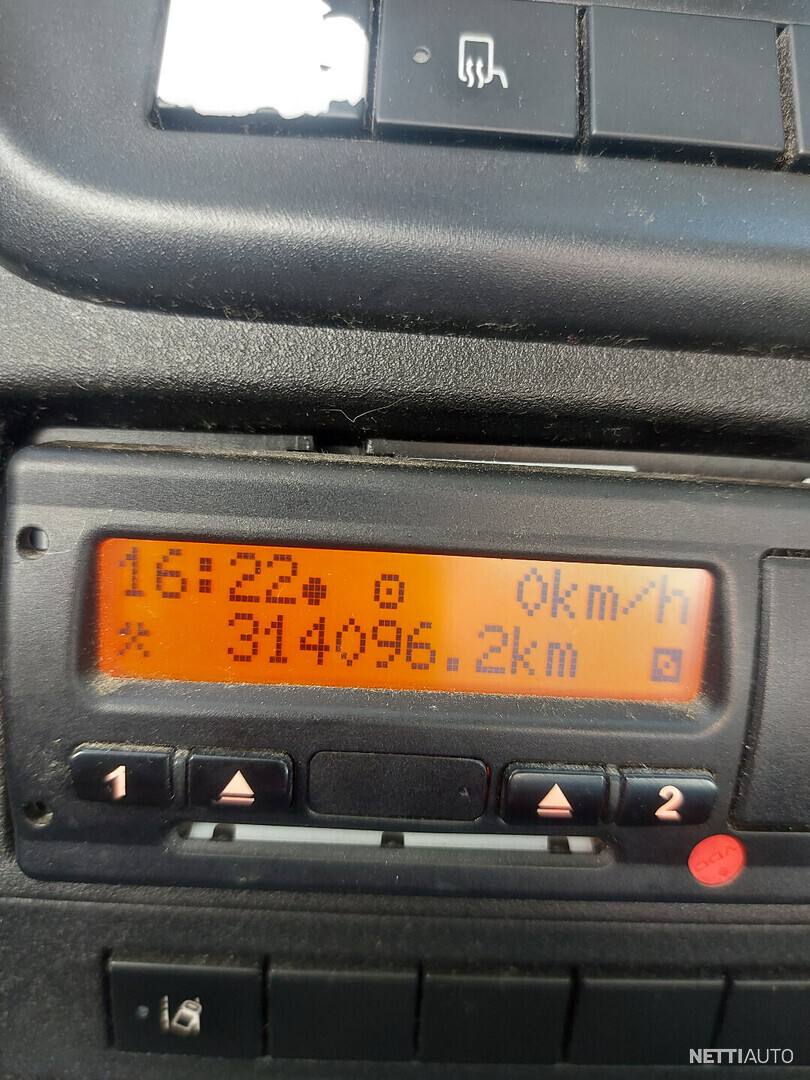 16:22 0km/h
314096.2km
1 2
VDO
NETTIAUTO